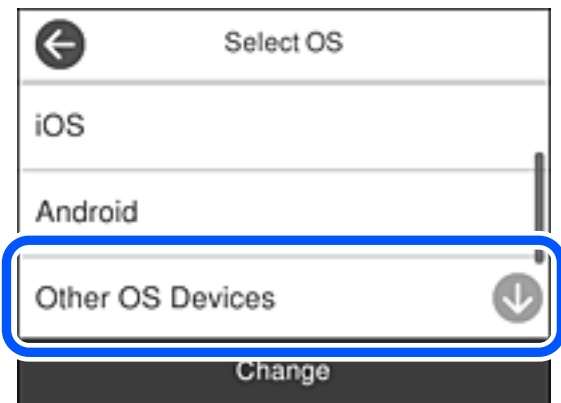 Select OS
iOS
Android
Other OS Devices
Change